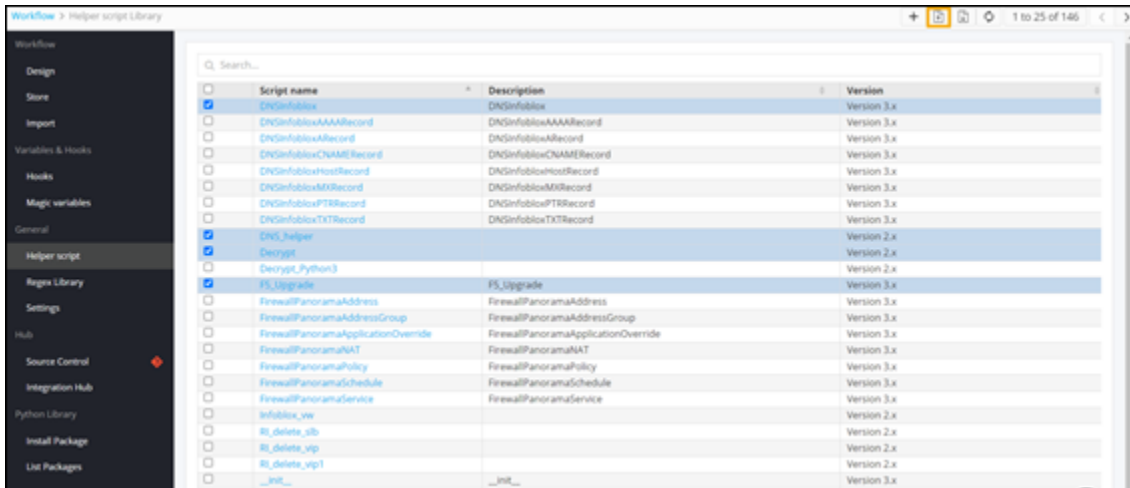 Workflow > Helper script Library
1 to 25 of 146
Workflow
Design
Store
Import
Variables & Hooks
Hooks
Magic variables
General
Helper script
Regex Library
Settings
Hub
Source Control
Integration Hub
Python Library
Install Package
List Packages
Search...
Script name Description Version
DNSInfoblox DNSInfoblox Version 3.x
DNSInfobloxAAAARecord DNSInfobloxAAAARecord Version 3.x
DNSInfobloxARecord DNSInfobloxARecord Version 3.x
DNSInfobloxCNAMERecord DNSInfobloxCNAMERecord Version 3.x
DNSInfobloxHostRecord DNSInfobloxHostRecord Version 3.x
DNSInfobloxMXRecord DNSInfobloxMXRecord Version 3.x
DNSInfobloxPTRRecord DNSInfobloxPTRRecord Version 3.x
DNSInfobloxTXTRecord DNSInfobloxTXTRecord Version 3.x
DNS_helper Version 2.x
Decrypt Version 2.x
Decrypt_Python3 Version 2.x
F5_Upgrade F5_Upgrade Version 3.x
FirewallPanoramaAddress FirewallPanoramaAddress Version 3.x
FirewallPanoramaAddressGroup FirewallPanoramaAddressGroup Version 3.x
FirewallPanoramaApplicationOverride FirewallPanoramaApplicationOverride Version 3.x
FirewallPanoramaNAT FirewallPanoramaNAT Version 3.x
FirewallPanoramaPolicy FirewallPanoramaPolicy Version 3.x
FirewallPanoramaSchedule FirewallPanoramaSchedule Version 3.x
FirewallPanoramaService FirewallPanoramaService Version 3.x
Infoblox_vw Version 2.x
RI_delete_slb Version 2.x
RI_delete_vip Version 2.x
RI_delete_vip1 Version 2.x
__init__ __init__ Version 3.x